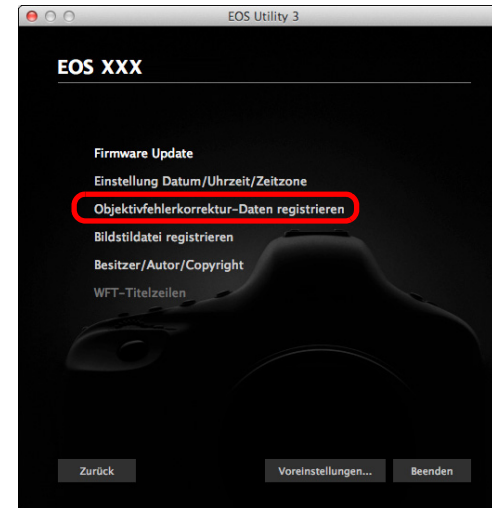 EOS Utility 3
EOS XXX
Firmware Update
Einstellung Datum/Uhrzeit/Zeitzone
Objektivfehlerkorrektur-Daten registrieren
Bildstildatei registrieren
Besitzer/Autor/Copyright
WFT-Titelzeilen
Zurück Voreinstellungen... Beenden